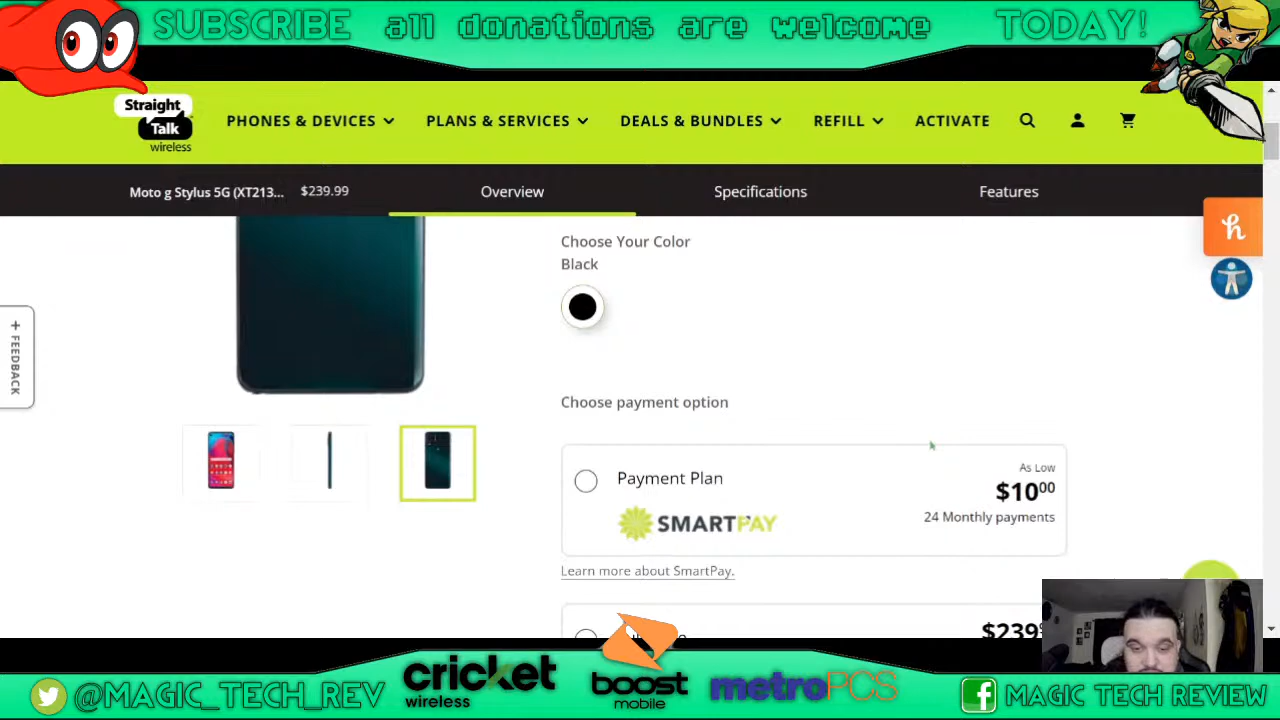 SUBSCRIBE all donations are welcome TODAY!
Straight
Talk
wireless
PHONES & DEVICES
PLANS & SERVICES
DEALS & BUNDLES
REFILL
ACTIVATE
Moto g Stylus 5G (XT213... $239.99
Overview
Specifications
Features
h
+ FEEDBACK
Choose Your Color
Black
Choose payment option
Payment Plan
SMARTPAY
As Low
$10⁰⁰
24 Monthly payments
Learn more about SmartPay.
$239
@MAGIC_TECH_REV
cricket
wireless
boost
mobile
metroPCS
MAGIC TECH REVIEW